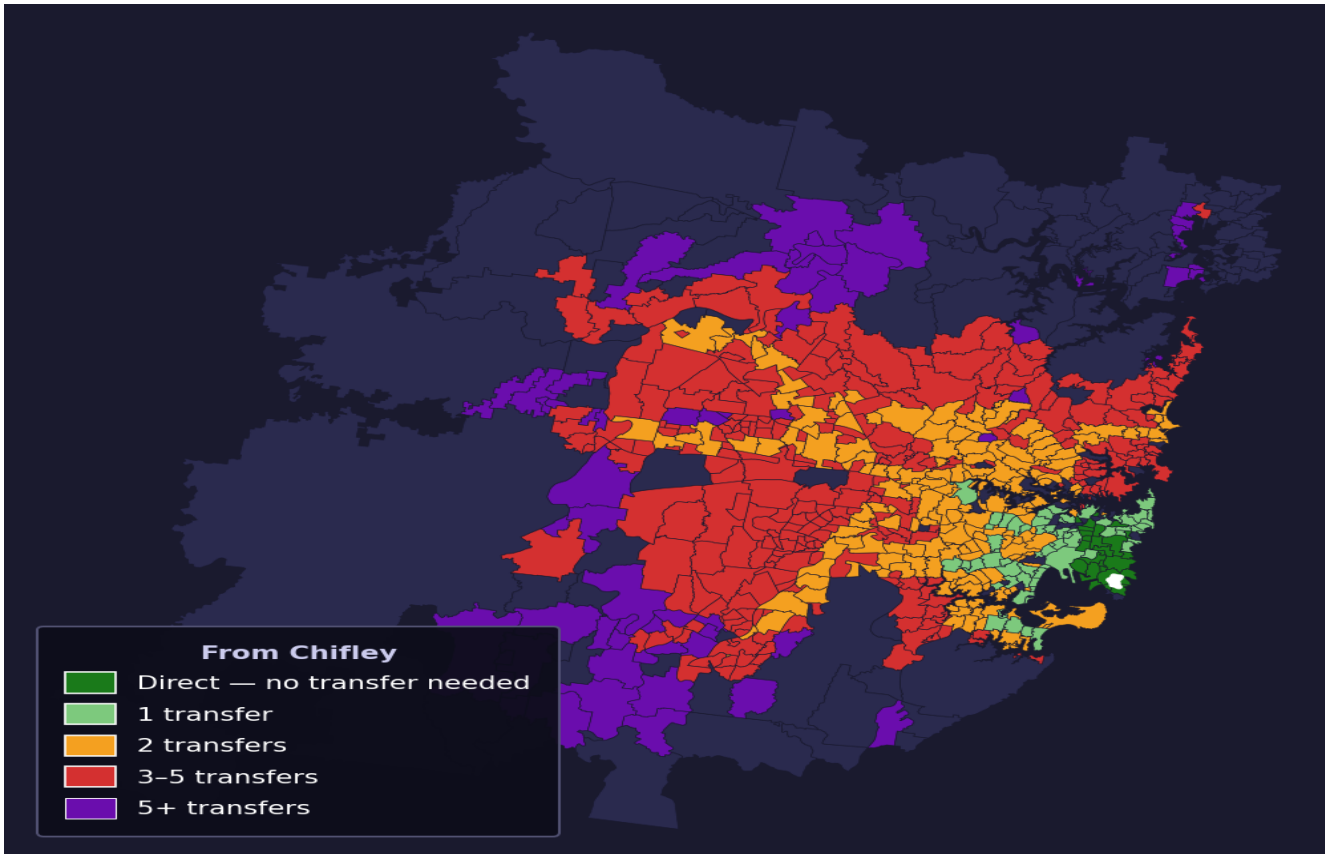 From Chifley
Direct — no transfer needed
1 transfer
2 transfers
3–5 transfers
5+ transfers